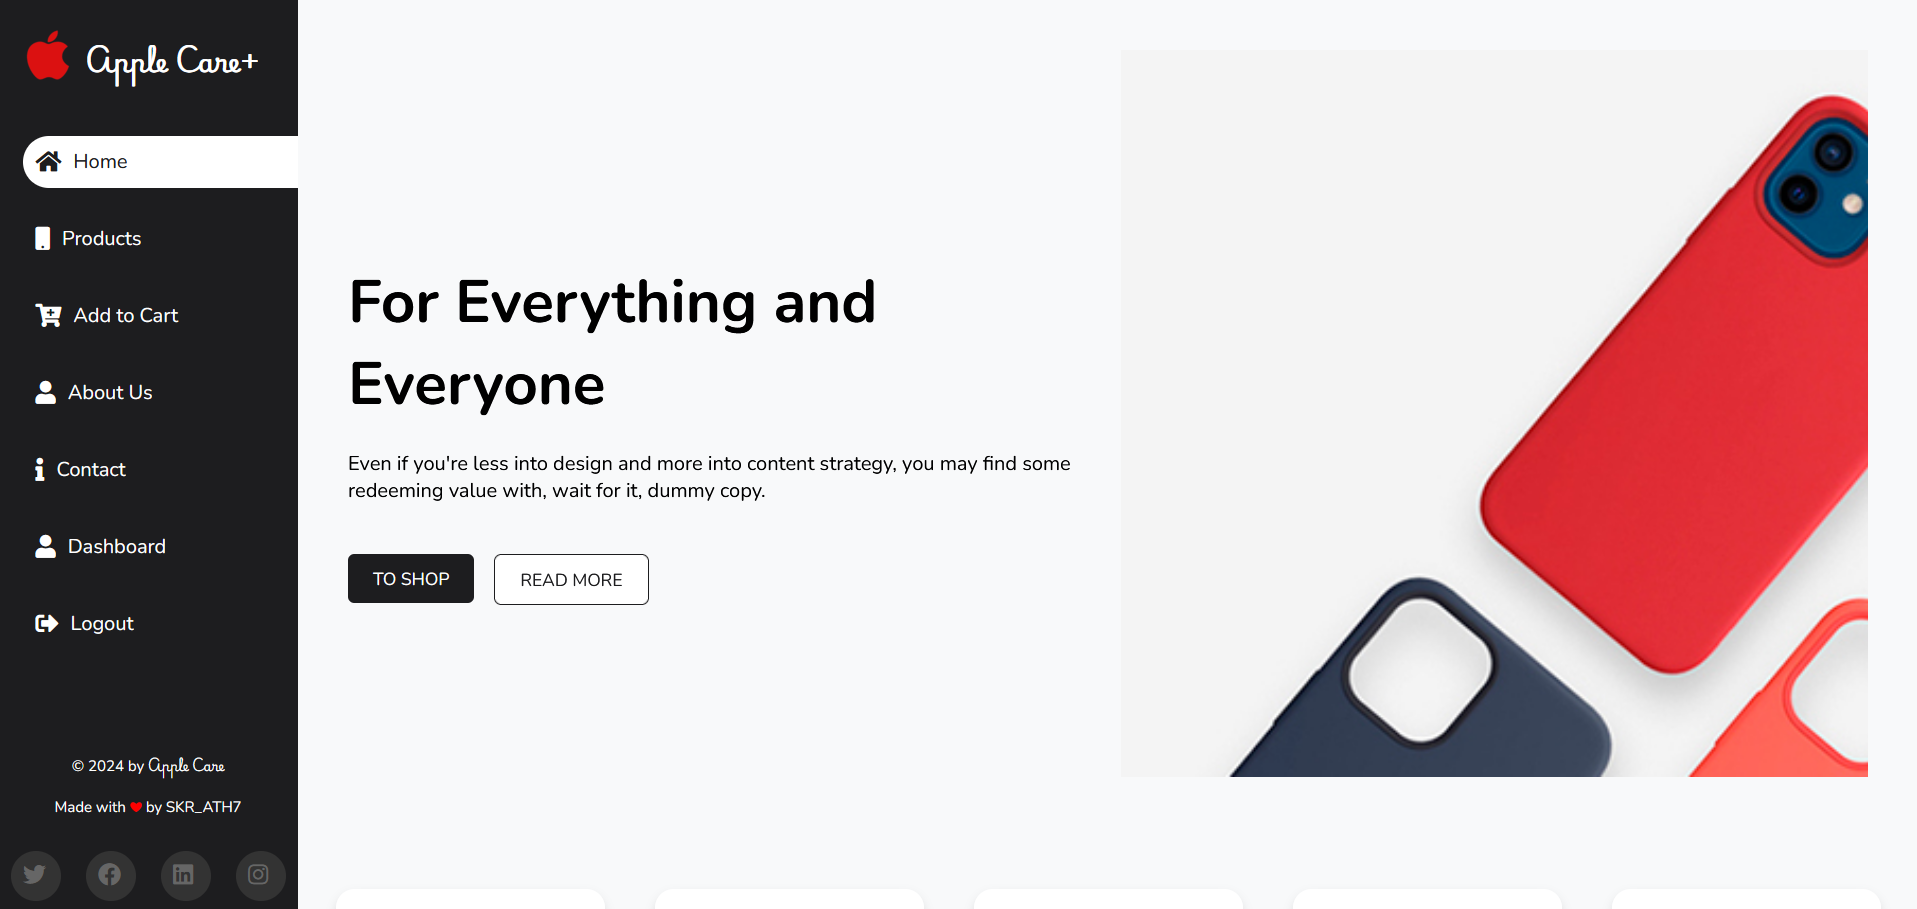 Apple Care+
Home
Products
Add to Cart
About Us
Contact
Dashboard
Logout
© 2024 by Apple Care
Made with ❤ by SKR_ATH7
For Everything and
Everyone
Even if you're less into design and more into content strategy, you may find some
redeeming value with, wait for it, dummy copy.
TO SHOP
READ MORE